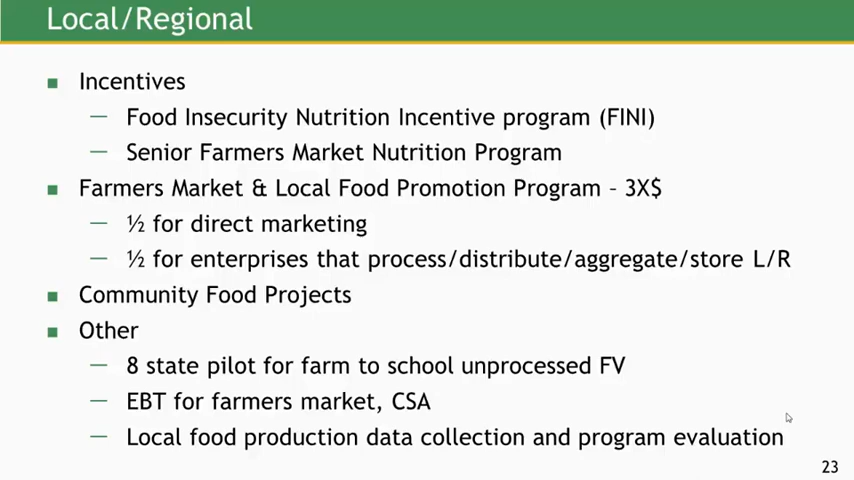 Local/Regional
■ Incentives
— Food Insecurity Nutrition Incentive program (FINI)
— Senior Farmers Market Nutrition Program
■ Farmers Market & Local Food Promotion Program – 3X$
— ½ for direct marketing
— ½ for enterprises that process/distribute/aggregate/store L/R
■ Community Food Projects
■ Other
— 8 state pilot for farm to school unprocessed FV
— EBT for farmers market, CSA
— Local food production data collection and program evaluation
23